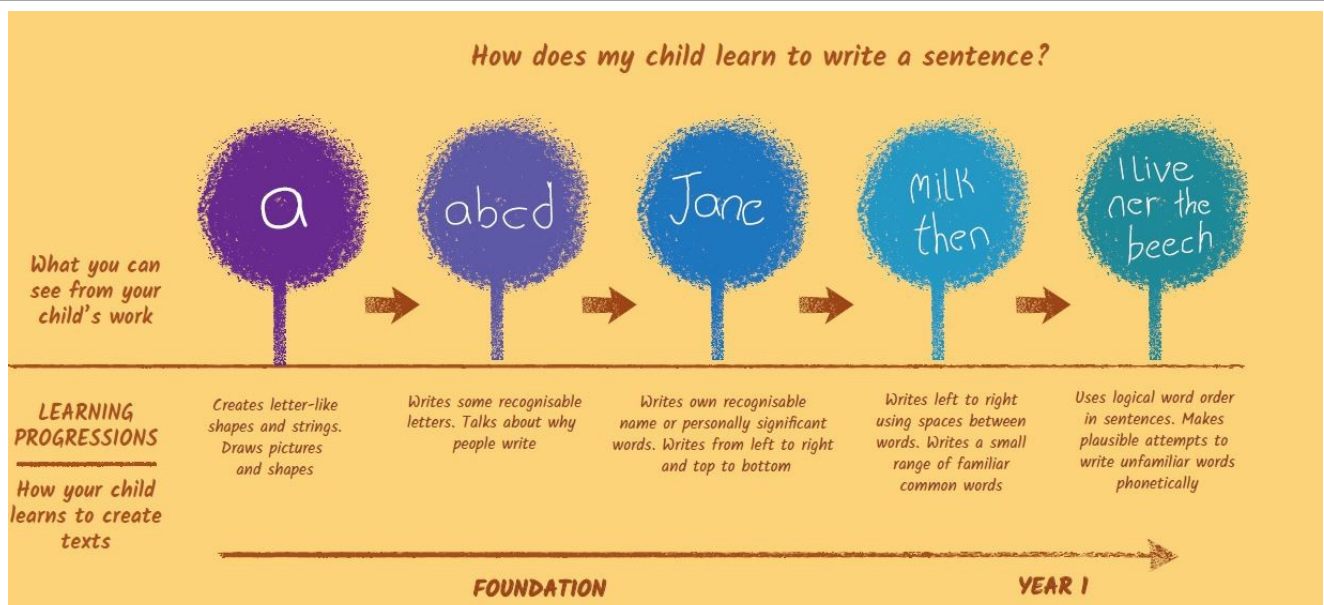 How does my child learn to write a sentence?
a
abcd
Jane
MilK
then
I live
ner the
beech
What you can
see from your
child's work
LEARNING
PROGRESSIONS
How your child
learns to create
texts
Creates letter-like
shapes and strings.
Draws pictures
and shapes
Writes some recognisable
letters. Talks about why
people write
Writes own recognisable
name or personally significant
words. Writes from left to right
and top to bottom
Writes left to right
using spaces between
words. Writes a small
range of familiar
common words
Uses logical word order
in sentences. Makes
plausible attempts to
write unfamiliar words
phonetically
FOUNDATION
YEAR 1